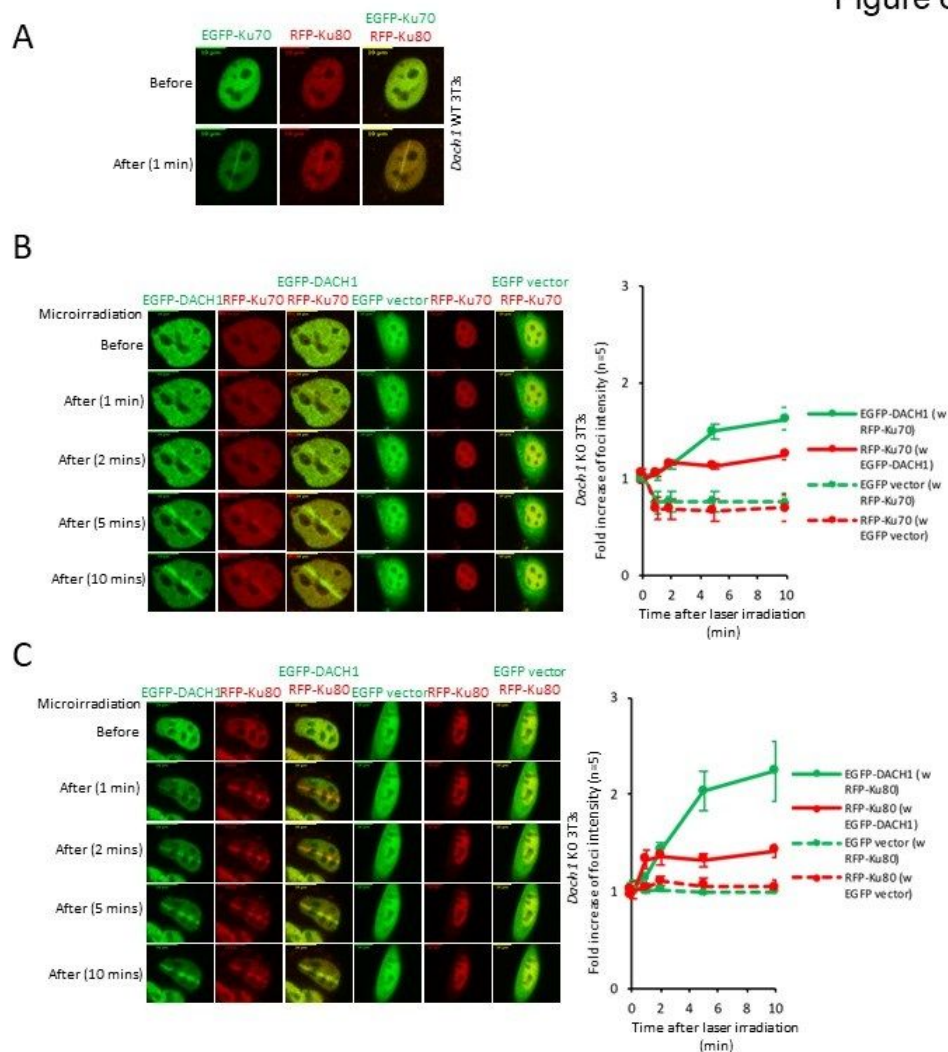 Figure
A
EGFP-Ku70
RFP-Ku80
EGFP-Ku70
RFP-Ku80
Before
After (1 min)
Dach1 WT 3T3s
B
EGFP-DACH1
EGFP vector
EGFP-DACH1 RFP-Ku70 RFP-Ku70 EGFP vector RFP-Ku70 RFP-Ku70
Microirradiation
Before
After (1 min)
After (2 mins)
After (5 mins)
After (10 mins)
Dach1 KO 3T3s
Fold increase of foci intensity (n=5)
3
2
1
0
0 2 4 6 8 10
Time after laser irradiation
(min)
EGFP-DACH1 (w
RFP-Ku70)
RFP-Ku70 (w
EGFP-DACH1)
EGFP vector (w
RFP-Ku70)
RFP-Ku70 (w
EGFP vector)
C
EGFP-DACH1
EGFP vector
EGFP-DACH1 RFP-Ku80 RFP-Ku80 EGFP vector RFP-Ku80 RFP-Ku80
Microirradiation
Before
After (1 min)
After (2 mins)
After (5 mins)
After (10 mins)
Dach1 KO 3T3s
Fold increase of foci intensity (n=5)
3
2
1
0
0 2 4 6 8 10
Time after laser irradiation
(min)
EGFP-DACH1 (w
RFP-Ku80)
RFP-Ku80 (w
EGFP-DACH1)
EGFP vector (w
RFP-Ku80)
RFP-Ku80 (w
EGFP vector)